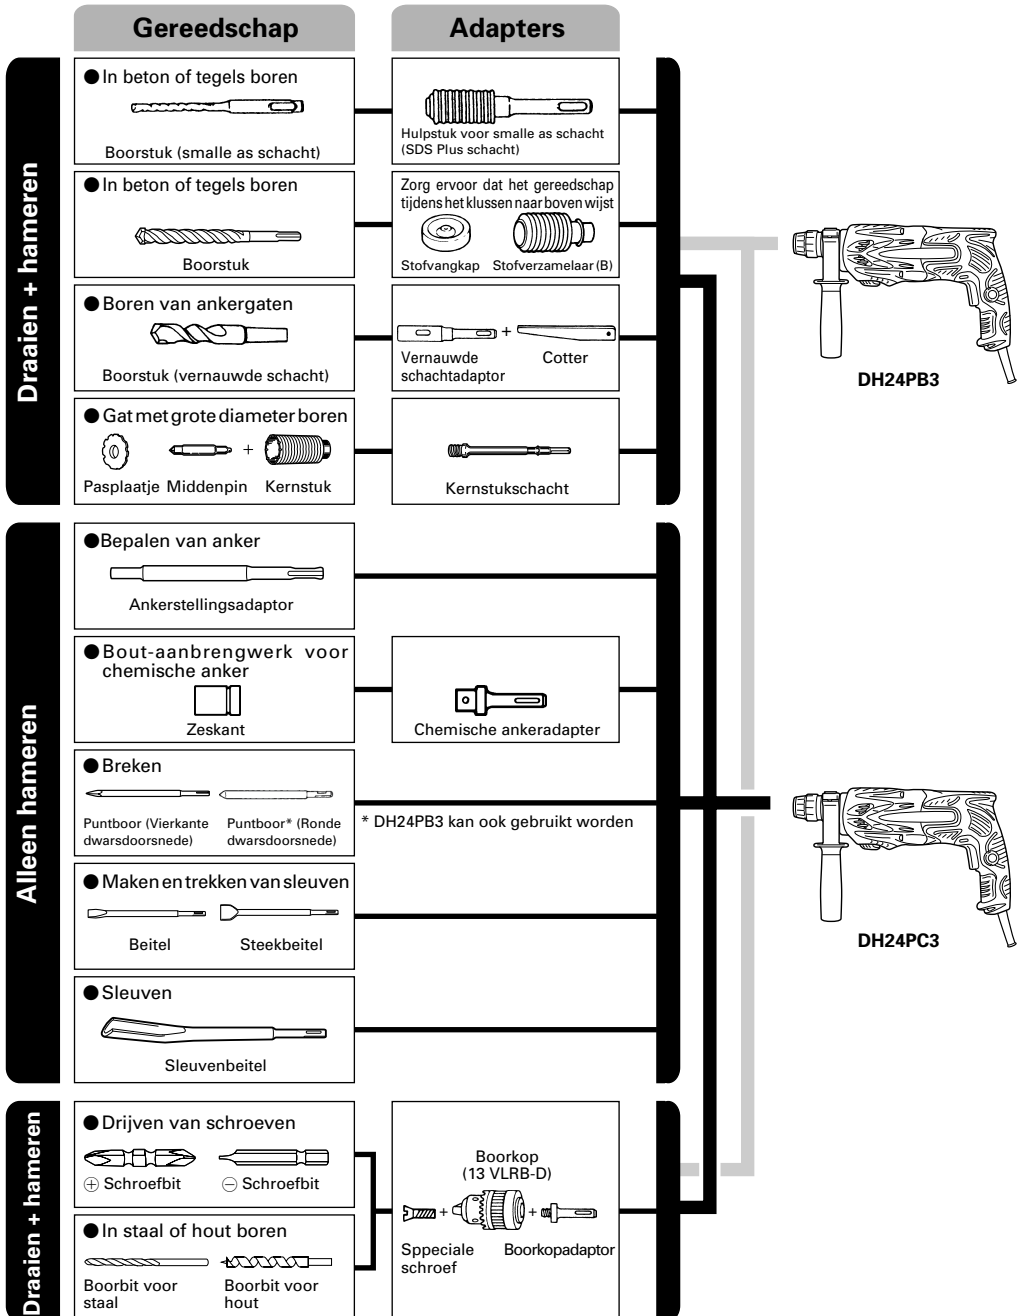 Gereedschap
Adapters
Draaien + hameren
● In beton of tegels boren
Boorstuk (smalle as schacht)
Hulpstuk voor smalle as schacht
(SDS Plus schacht)
● In beton of tegels boren
Boorstuk
Zorg ervoor dat het gereedschap
tijdens het klussen naar boven wijst
Stofvangkap
Stofverzamelaar (B)
● Boren van ankergaten
Boorstuk (vernauwde schacht)
+
Vernauwde
schachtadaptor
Cotter
● Gat met grote diameter boren
+
Pasplaatje Middenpin Kernstuk
Kernstukschacht
DH24PB3
Alleen hameren
● Bepalen van anker
Ankerstellingsadaptor
● Bout-aanbrengwerk voor
chemische anker
Zeskant
Chemische ankeradapter
● Breken
Puntboor (Vierkante
dwarsdoorsnede)
Puntboor* (Ronde
dwarsdoorsnede)
* DH24PB3 kan ook gebruikt worden
● Maken en trekken van sleuven
Beitel
Steekbeitel
● Sleuven
Sleuvenbeitel
DH24PC3
Draaien + hameren
● Drijven van schroeven
⊕ Schroefbit
⊖ Schroefbit
● In staal of hout boren
Boorbit voor
staal
Boorbit voor
hout
Boorkop
(13 VLRB-D)
+ +
Sppeciale
schroef
Boorkopadaptor